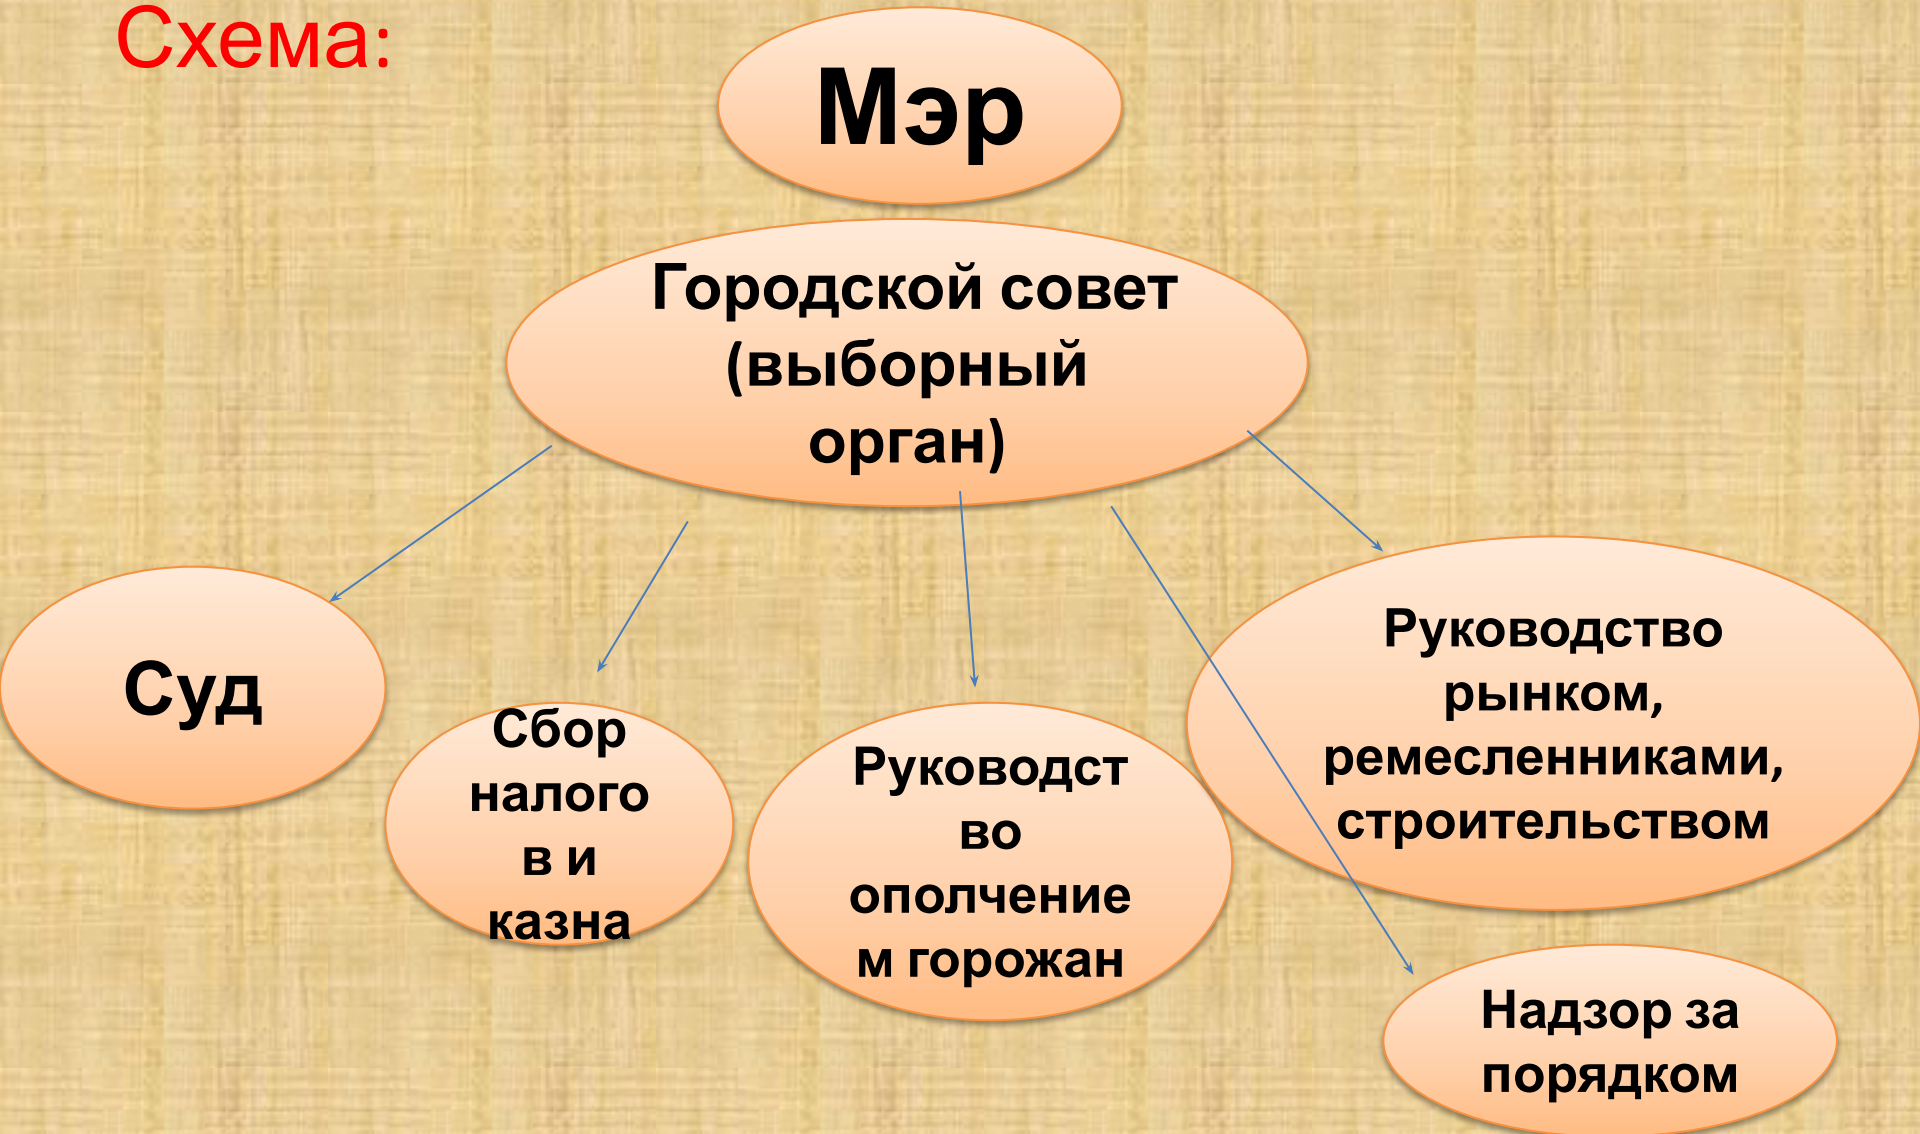 Схема:
Мэр
Городской совет
(выборный
орган)
Суд
Сбор
налого
в и
казна
Руководст
во
ополчение
м горожан
Руководство
рынком,
ремесленниками,
строительством
Надзор за
порядком